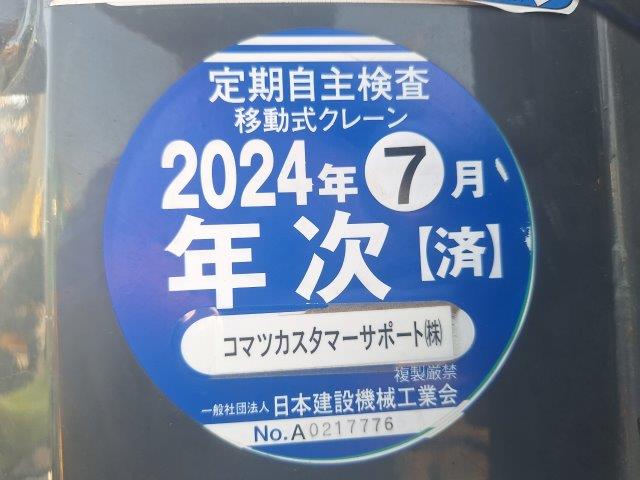 定期自主検査
移動式クレーン
2024年7月
年次【済】
コマツカスタマーサポート㈱
複製厳禁
一般社団法人 日本建設機械工業会
No.A0217776